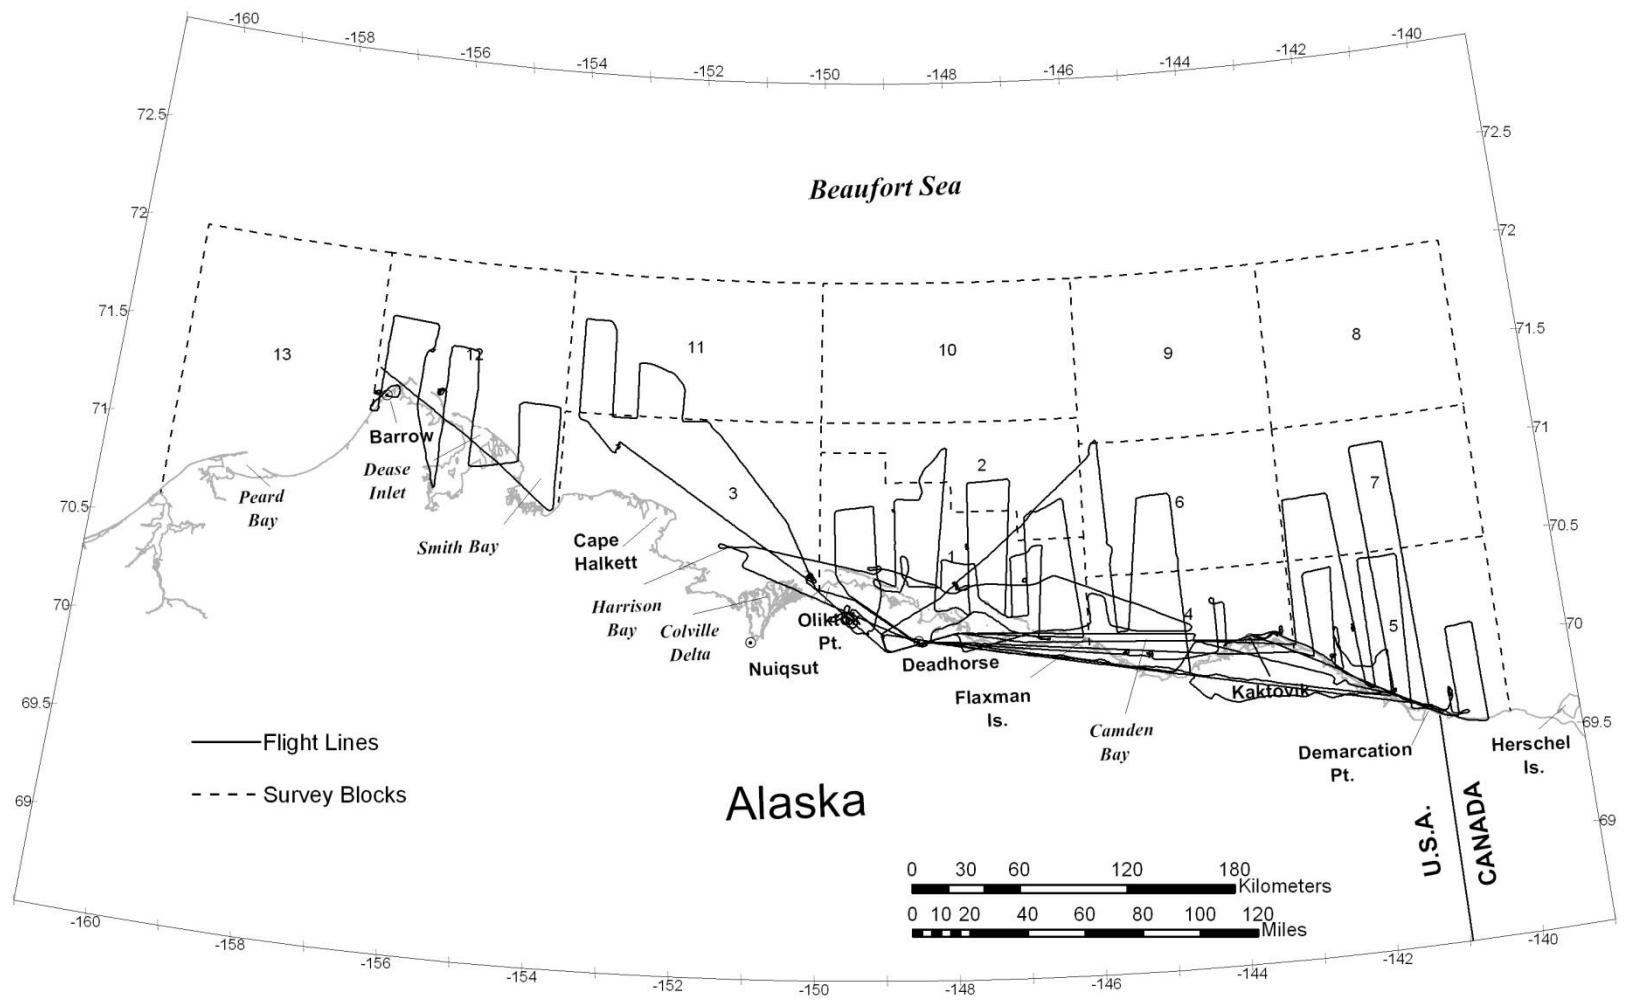 -160
-158
-156
-154
-152
-150
-148
-146
-144
-142
-140
72.5
72.5
72
72
71.5
71.5
71
71
70.5
70.5
70
70
69.5
69.5
69
69
Beaufort Sea
13
12
11
10
9
8
3
2
1
6
7
4
5
Barrow
Dease
Inlet
Peard
Bay
Smith Bay
Cape
Halkett
Harrison
Bay
Colville
Delta
Oliktok
Pt.
Nuiqsut
Deadhorse
Flaxman
Is.
Kaktovik
Camden
Bay
Demarcation
Pt.
Herschel
Is.
Flight Lines
Survey Blocks
Alaska
U.S.A.
CANADA
0 30 60 120 180
Kilometers
0 10 20 40 60 80 100 120
Miles
-160
-158
-156
-154
-152
-150
-148
-146
-144
-142
-140